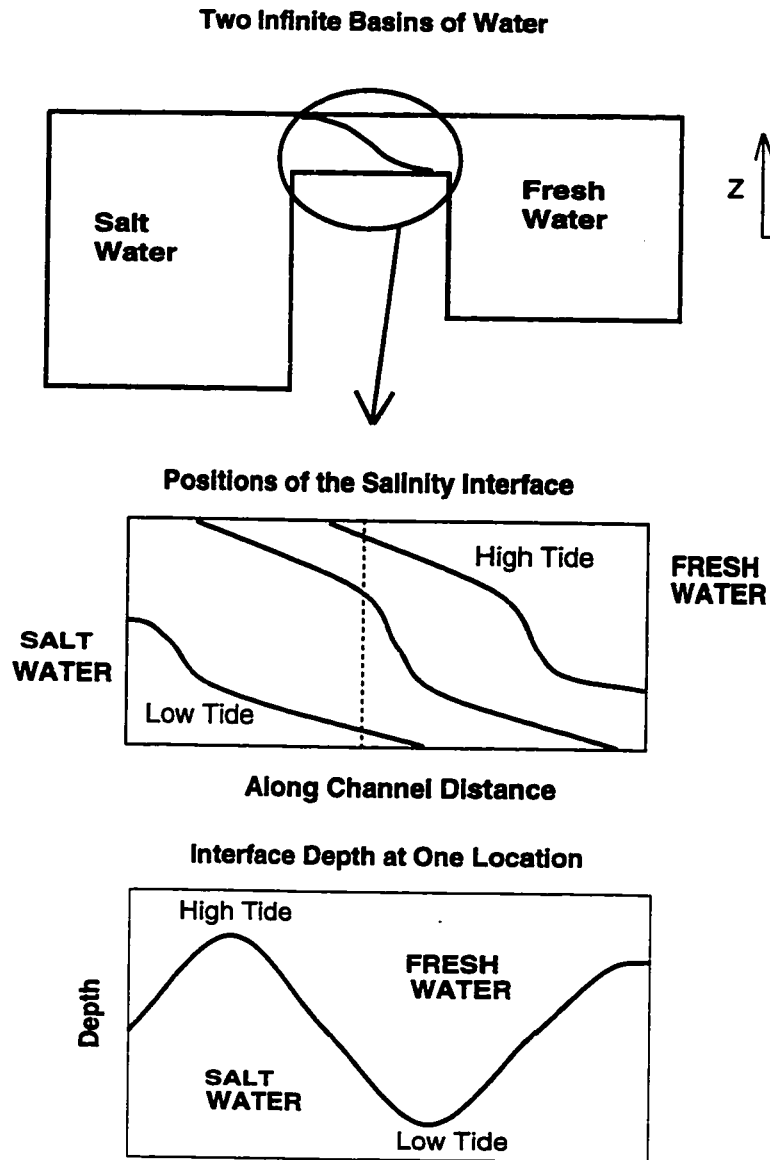 Two Infinite Basins of Water
Salt
Water
Fresh
Water
Z
Positions of the Salinity Interface
High Tide
FRESH
WATER
SALT
WATER
Low Tide
Along Channel Distance
Interface Depth at One Location
High Tide
FRESH
WATER
Depth
SALT
WATER
Low Tide